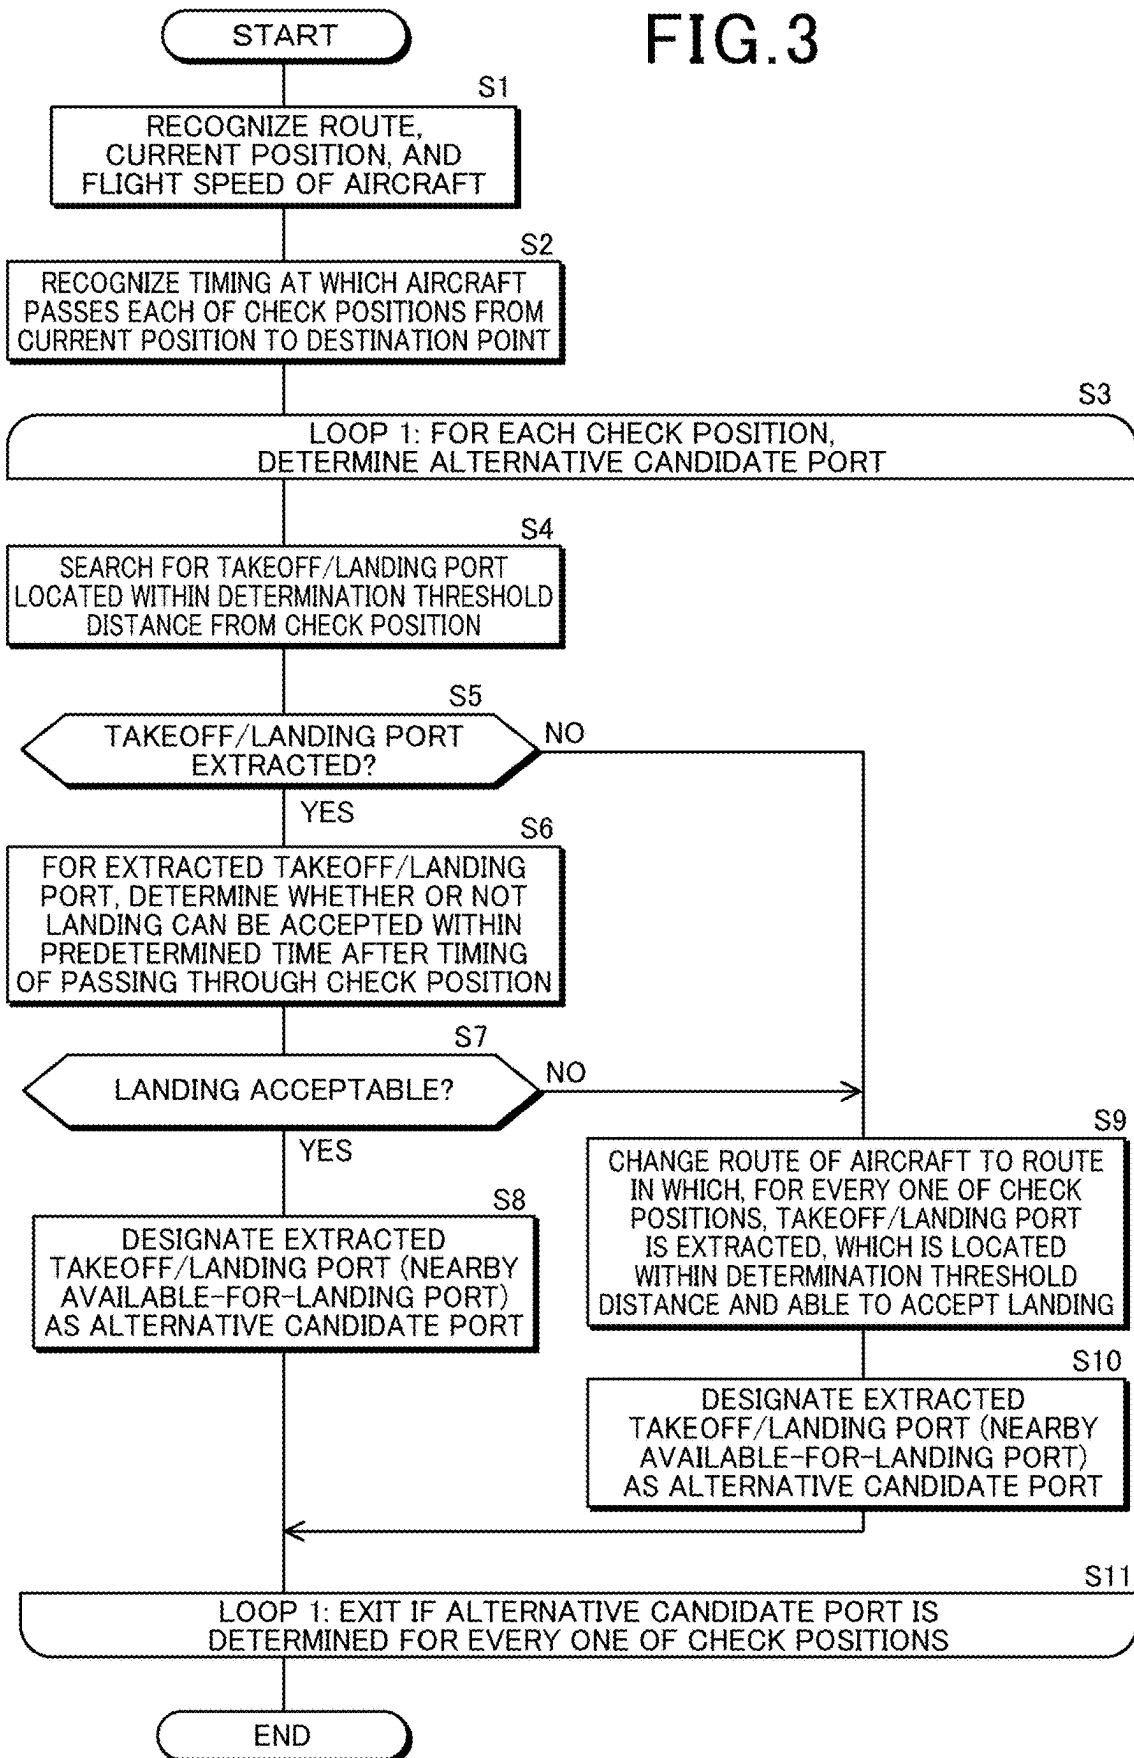 FIG.3
START
S1
RECOGNIZE ROUTE,
CURRENT POSITION, AND
FLIGHT SPEED OF AIRCRAFT
S2
RECOGNIZE TIMING AT WHICH AIRCRAFT
PASSES EACH OF CHECK POSITIONS FROM
CURRENT POSITION TO DESTINATION POINT
S3
LOOP 1: FOR EACH CHECK POSITION,
DETERMINE ALTERNATIVE CANDIDATE PORT
S4
SEARCH FOR TAKEOFF/LANDING PORT
LOCATED WITHIN DETERMINATION THRESHOLD
DISTANCE FROM CHECK POSITION
S5
TAKEOFF/LANDING PORT
EXTRACTED?
NO
YES
S6
FOR EXTRACTED TAKEOFF/LANDING
PORT, DETERMINE WHETHER OR NOT
LANDING CAN BE ACCEPTED WITHIN
PREDETERMINED TIME AFTER TIMING
OF PASSING THROUGH CHECK POSITION
S7
LANDING ACCEPTABLE?
NO
YES
S8
DESIGNATE EXTRACTED
TAKEOFF/LANDING PORT (NEARBY
AVAILABLE-FOR-LANDING PORT)
AS ALTERNATIVE CANDIDATE PORT
S9
CHANGE ROUTE OF AIRCRAFT TO ROUTE
IN WHICH, FOR EVERY ONE OF CHECK
POSITIONS, TAKEOFF/LANDING PORT
IS EXTRACTED, WHICH IS LOCATED
WITHIN DETERMINATION THRESHOLD
DISTANCE AND ABLE TO ACCEPT LANDING
S10
DESIGNATE EXTRACTED
TAKEOFF/LANDING PORT (NEARBY
AVAILABLE-FOR-LANDING PORT)
AS ALTERNATIVE CANDIDATE PORT
S11
LOOP 1: EXIT IF ALTERNATIVE CANDIDATE PORT IS
DETERMINED FOR EVERY ONE OF CHECK POSITIONS
END